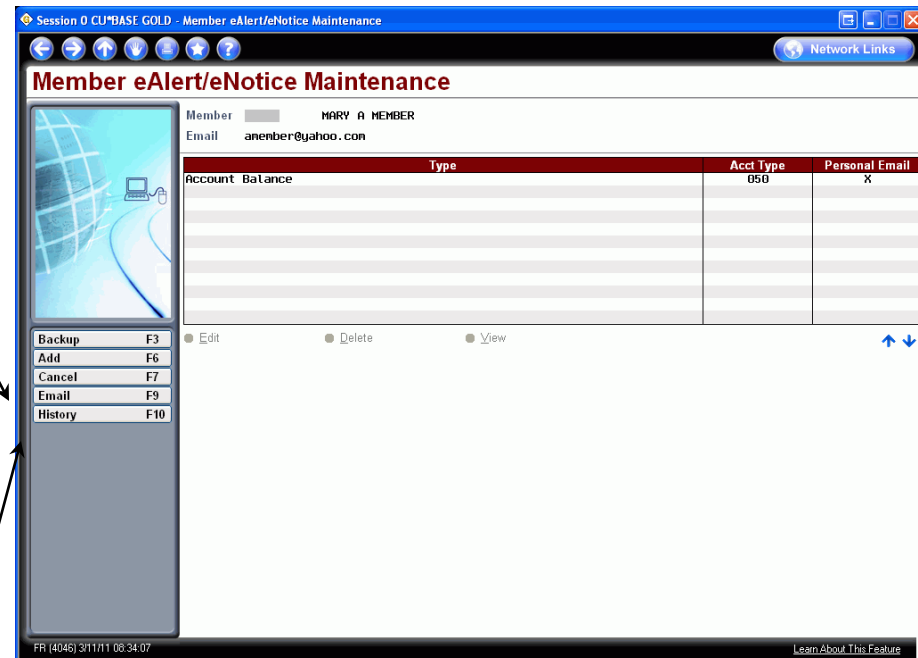 Session 0 CU*BASE GOLD - Member eAlert/eNotice Maintenance
Network Links
Member eAlert/eNotice Maintenance
Member MARY A MEMBER
Email amember@yahoo.com
Type Acct Type Personal Email
Account Balance 050 X
Edit Delete View
Backup F3
Add F6
Cancel F7
Email F9
History F10
FR (4046) 3/11/11 08:34:07
Learn About This Feature